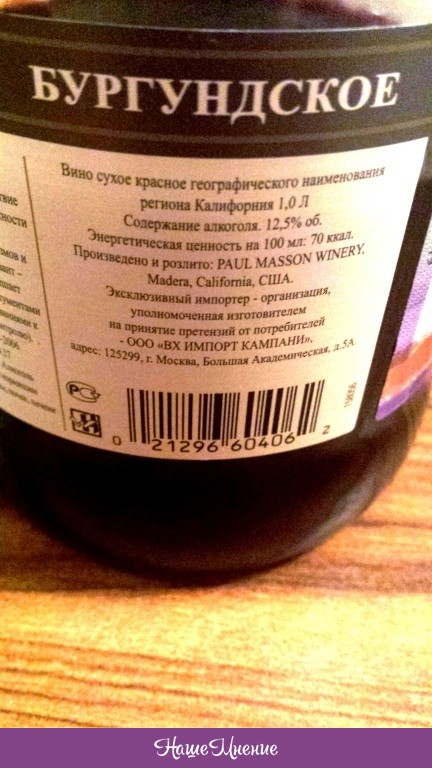 БУРГУНДСКОЕ
Вино сухое красное географического наименования
региона Калифорния 1,0 Л
Содержание алкоголя. 12,5% об.
Энергетическая ценность на 100 мл: 70 ккал.
Произведено и розлито: PAUL MASSON WINERY,
Madera, California, США.
Эксклюзивный импортер - организация,
уполномоченная изготовителем
на принятие претензий от потребителей
- ООО «ВХ ИМПОРТ КАМПАНИ»,
адрес: 125299, г. Москва, Большая Академическая, д.5А
0 21296 60406 2
НашеМнение